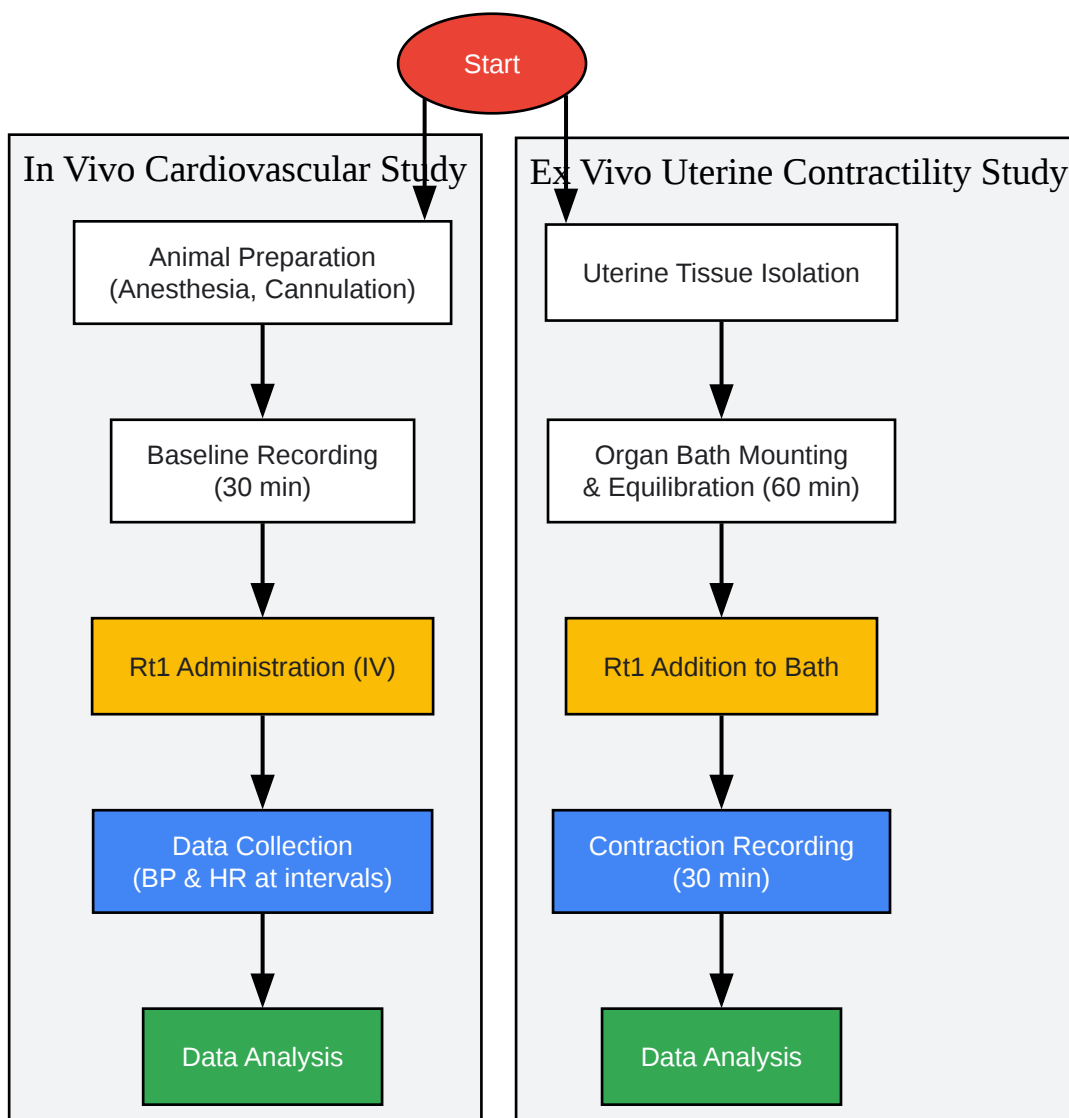 Start
In Vivo Cardiovascular Study
Animal Preparation
(Anesthesia, Cannulation)
Baseline Recording
(30 min)
Rt1 Administration (IV)
Data Collection
(BP & HR at intervals)
Data Analysis
Ex Vivo Uterine Contractility Study
Uterine Tissue Isolation
Organ Bath Mounting
& Equilibration (60 min)
Rt1 Addition to Bath
Contraction Recording
(30 min)
Data Analysis